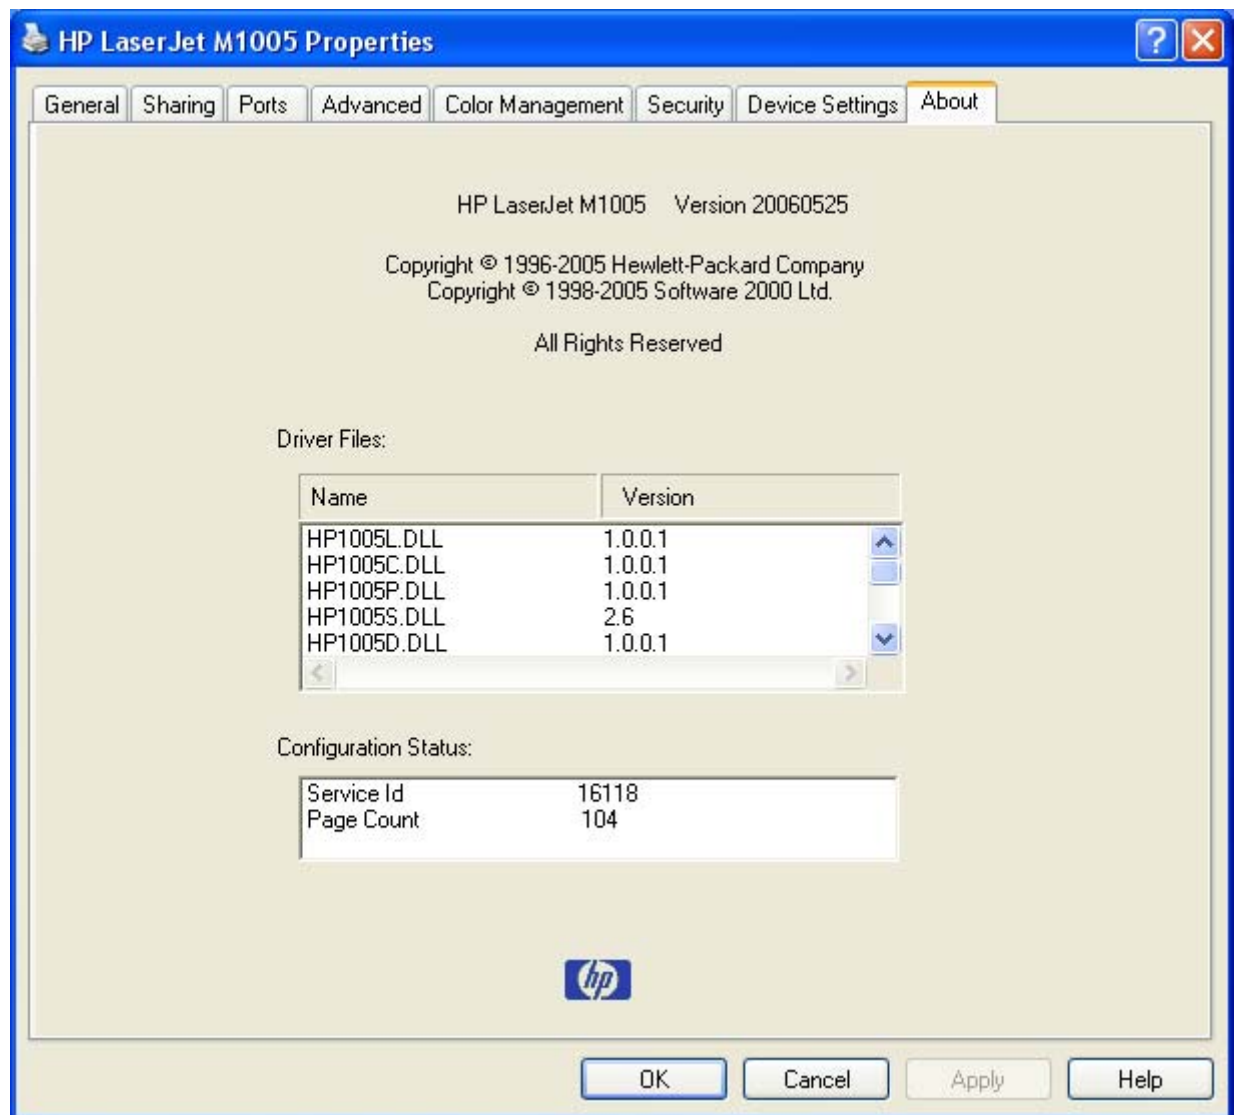 HP LaserJet M1005 Properties
General Sharing Ports Advanced Color Management Security Device Settings About
HP LaserJet M1005 Version 20060525
Copyright © 1996-2005 Hewlett-Packard Company
Copyright © 1998-2005 Software 2000 Ltd.
All Rights Reserved
Driver Files:
Name Version
HP1005L.DLL 1.0.0.1
HP1005C.DLL 1.0.0.1
HP1005P.DLL 1.0.0.1
HP1005S.DLL 2.6
HP1005D.DLL 1.0.0.1
Configuration Status:
Service Id 16118
Page Count 104
hp
OK Cancel Apply Help